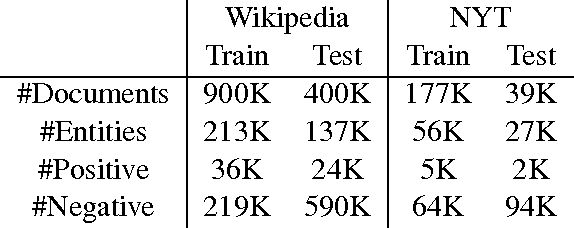 Wikipedia NYT
Train Test Train Test
#Documents 900K 400K 177K 39K
#Entities 213K 137K 56K 27K
#Positive 36K 24K 5K 2K
#Negative 219K 590K 64K 94K